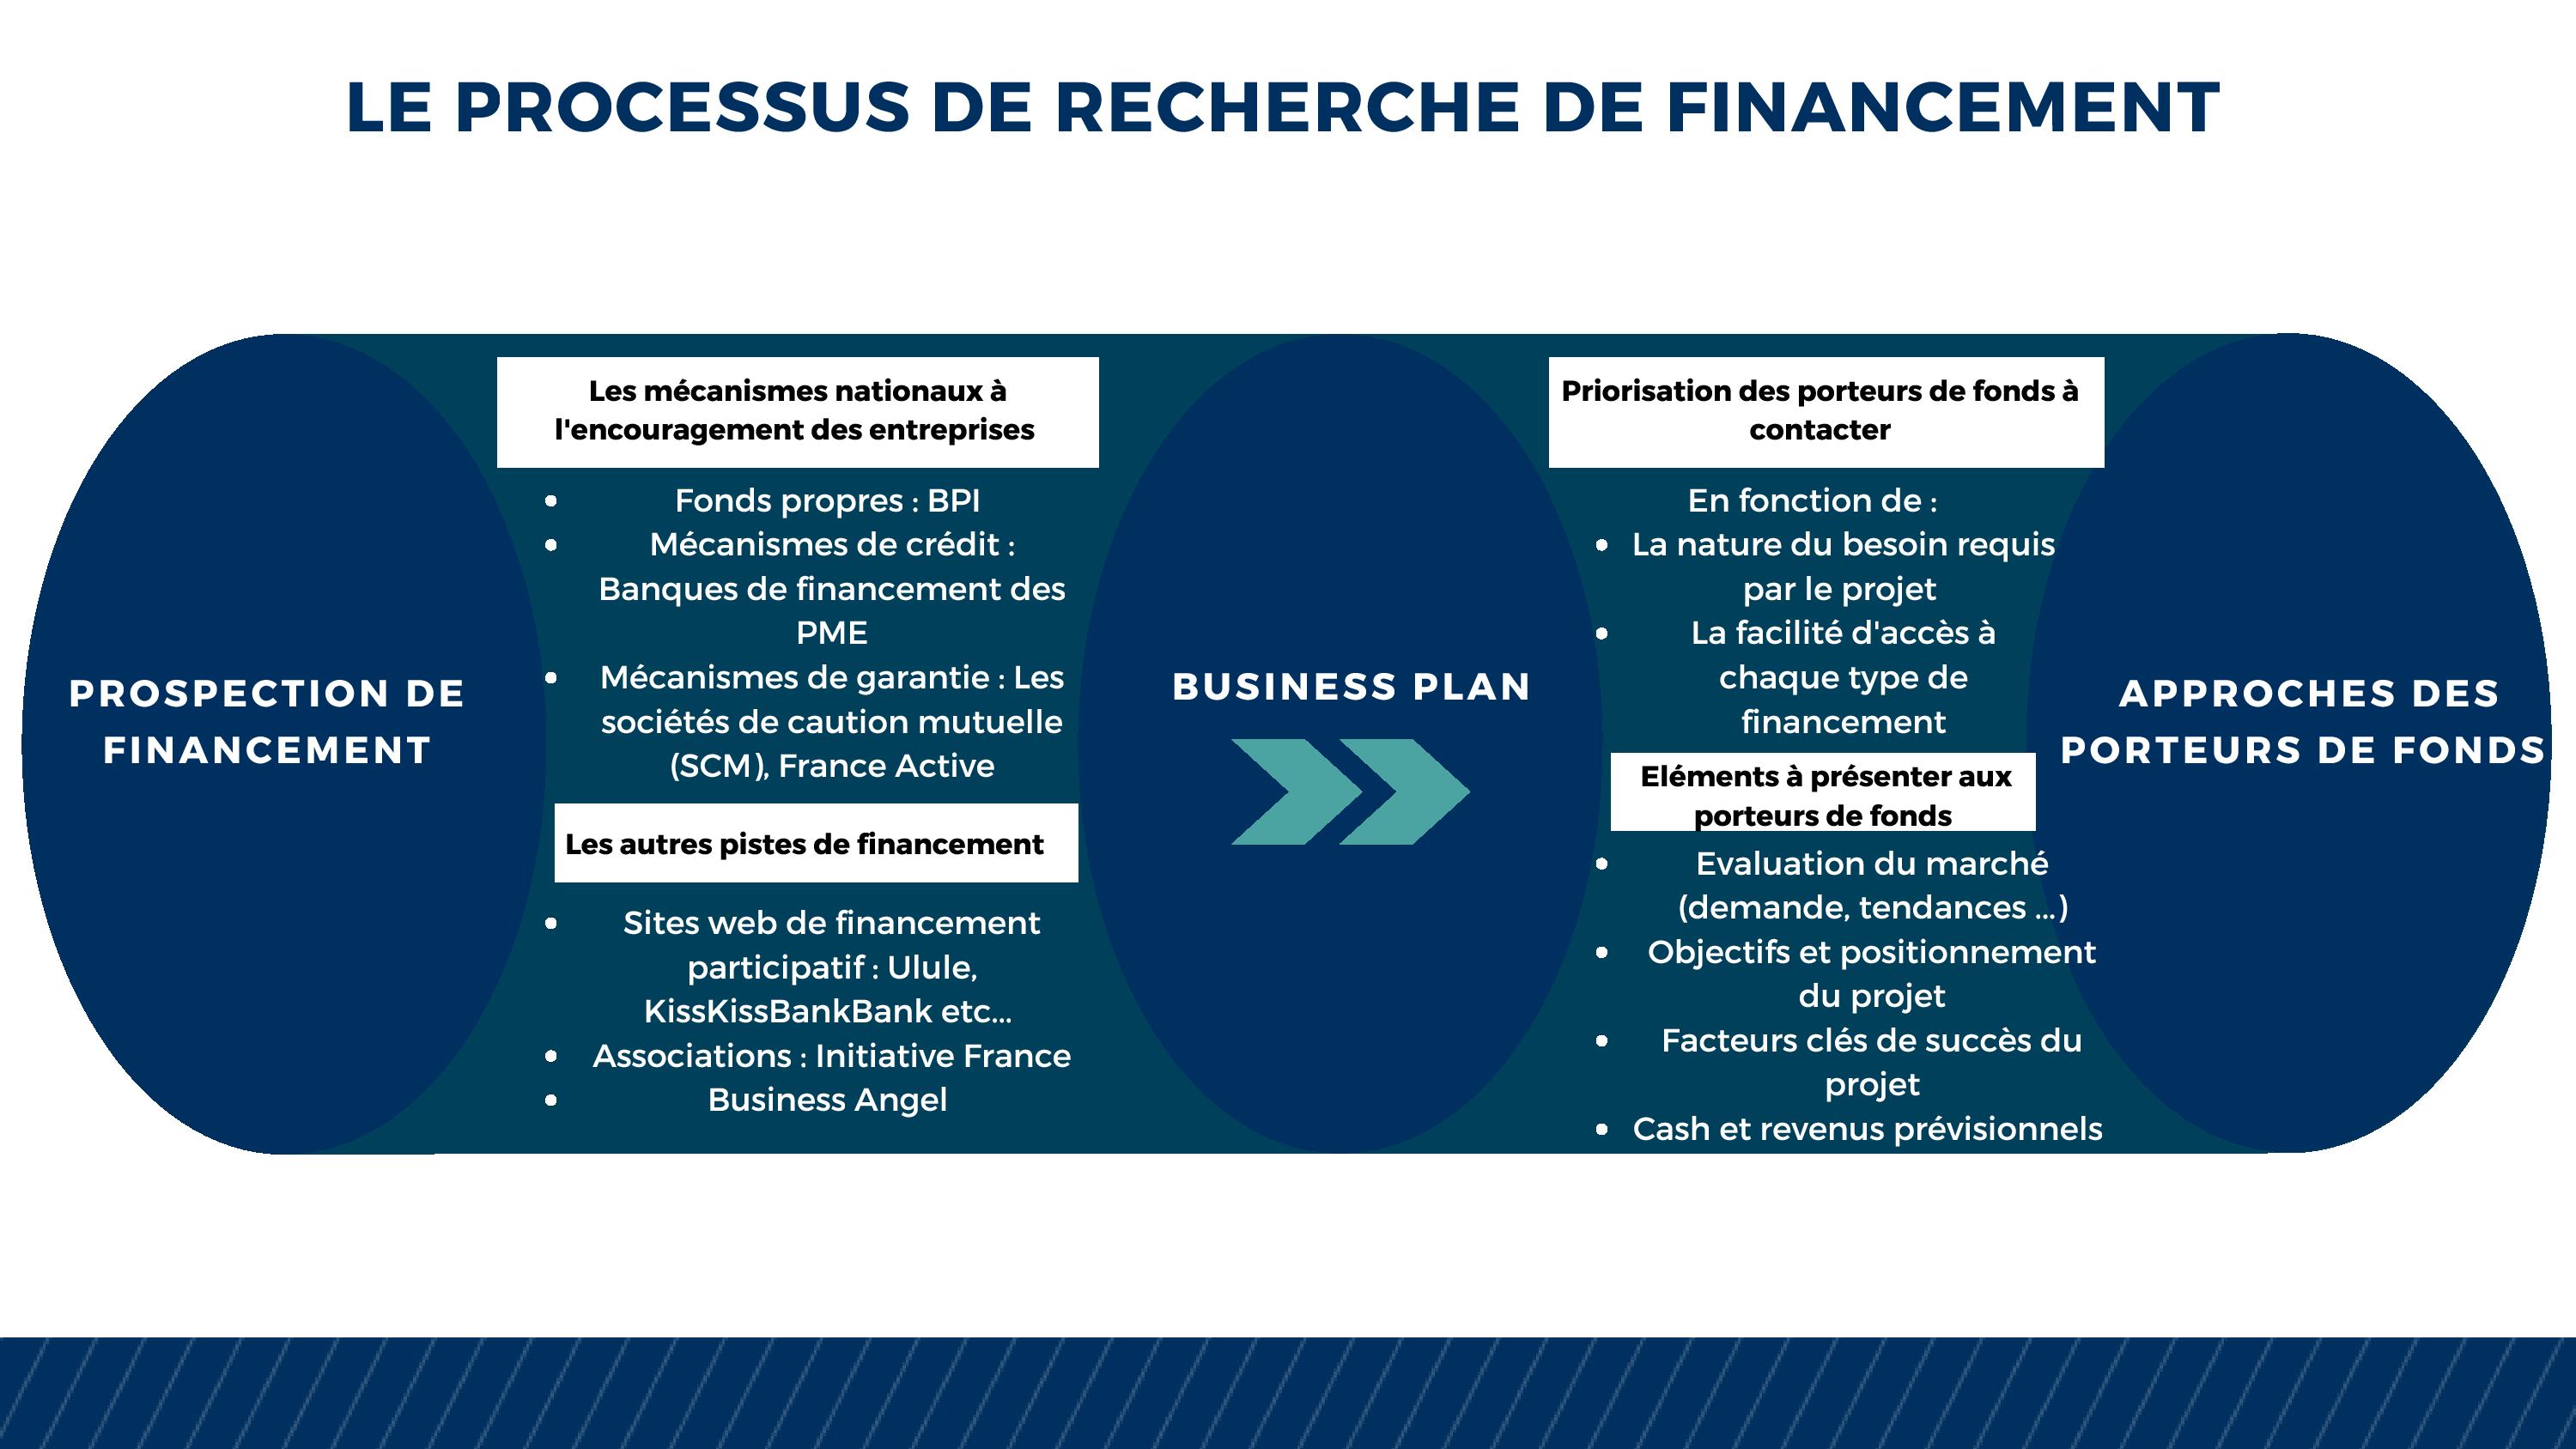 LE PROCESSUS DE RECHERCHE DE FINANCEMENT
PROSPECTION DE
FINANCEMENT
Les mécanismes nationaux à
l'encouragement des entreprises
• Fonds propres : BPI
• Mécanismes de crédit :
Banques de financement des
PME
• Mécanismes de garantie : Les
sociétés de caution mutuelle
(SCM), France Active
Les autres pistes de financement
• Sites web de financement
participatif : Ulule,
KissKissBankBank etc...
• Associations : Initiative France
• Business Angel
BUSINESS PLAN
Priorisation des porteurs de fonds à
contacter
En fonction de :
• La nature du besoin requis
par le projet
• La facilité d'accès à
chaque type de
financement
Eléments à présenter aux
porteurs de fonds
• Evaluation du marché
(demande, tendances ...)
• Objectifs et positionnement
du projet
• Facteurs clés de succès du
projet
• Cash et revenus prévisionnels
APPROCHES DES
PORTEURS DE FONDS